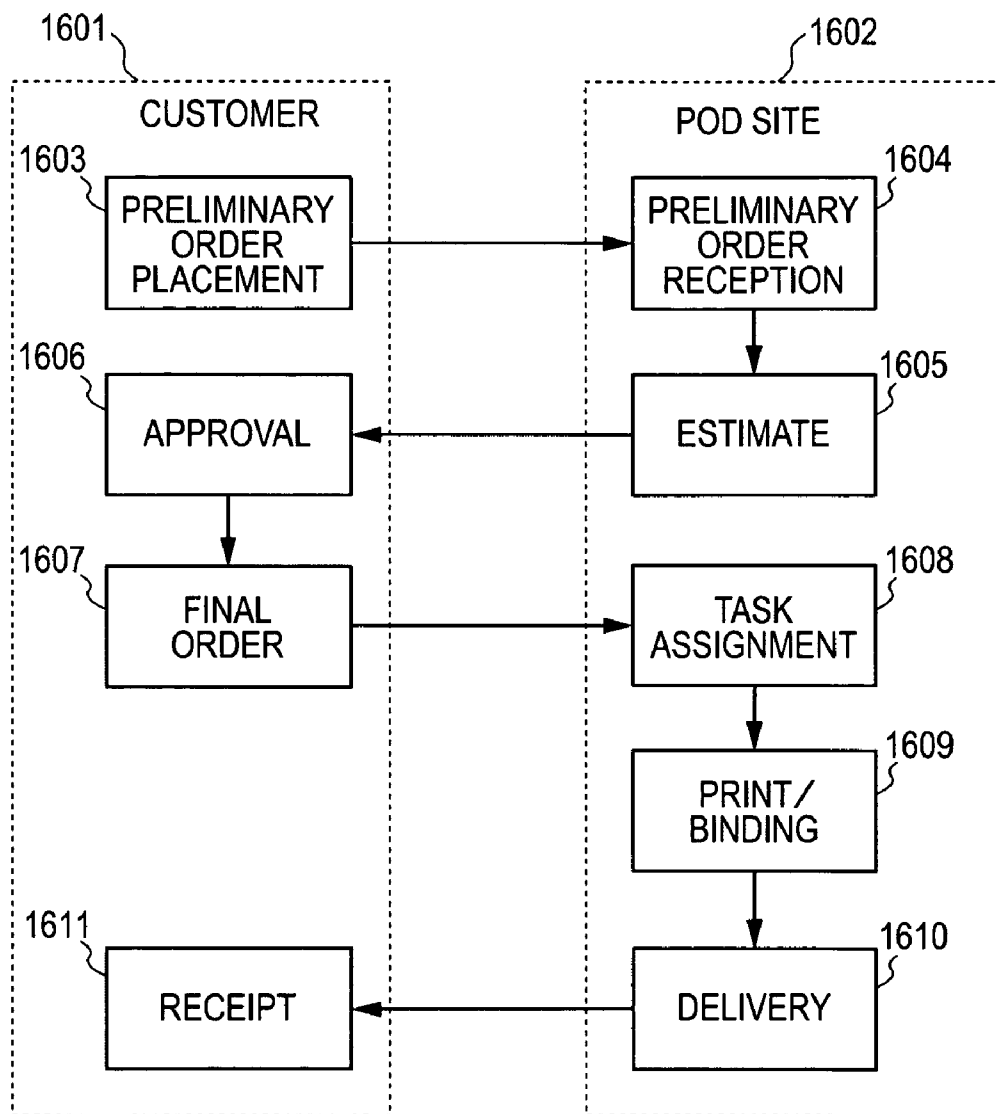 1601
1602
CUSTOMER
POD SITE
1603
PRELIMINARY
ORDER
PLACEMENT
1604
PRELIMINARY
ORDER
RECEPTION
1606
APPROVAL
1605
ESTIMATE
1607
FINAL
ORDER
1608
TASK
ASSIGNMENT
1609
PRINT/
BINDING
1611
RECEIPT
1610
DELIVERY